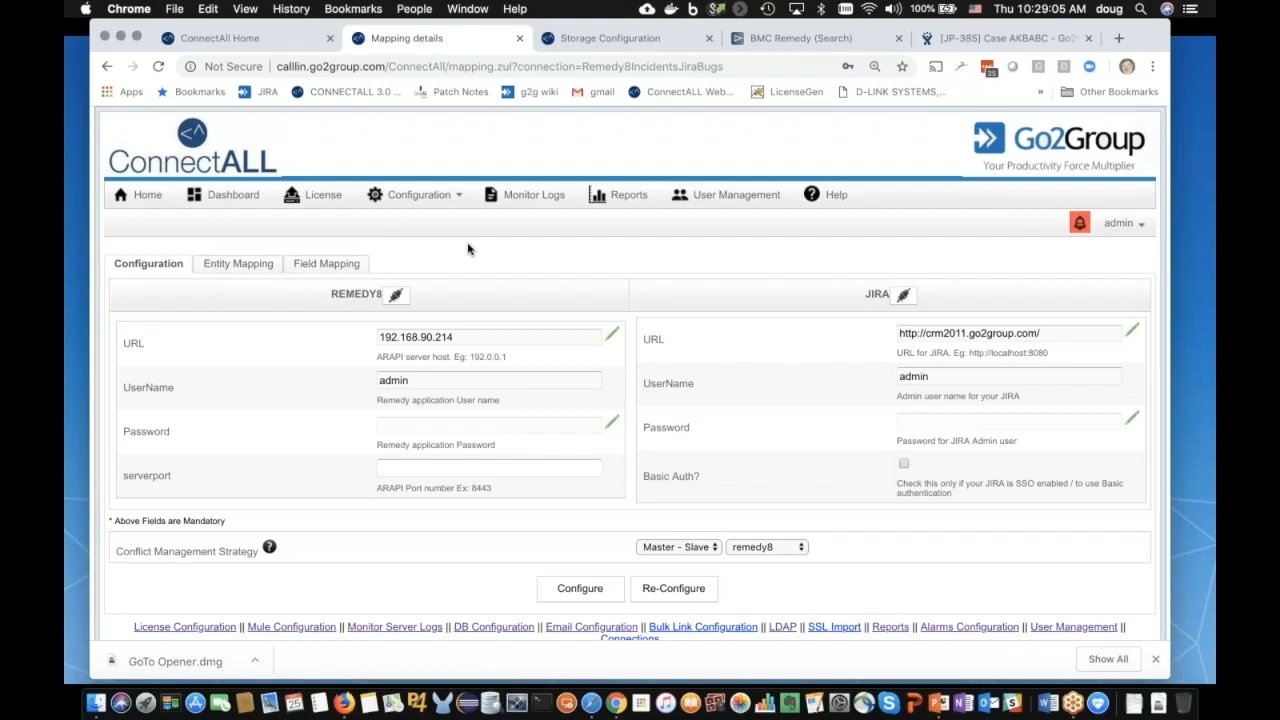 Chrome File Edit View History Bookmarks People Window Help 100% Thu 10:29:05 AM doug
ConnectAll Home Mapping details Storage Configuration BMC Remedy (Search) [JP-385] Case AKBABC - Go2
Not Secure calllin.go2group.com/ConnectAll/mapping.zul?connection=Remedy8IncidentsJiraBugs
Apps Bookmarks JIRA CONNECTALL 3.0 ... Patch Notes g2g wiki gmail ConnectALL Web... LicenseGen D-LINK SYSTEMS,... » Other Bookmarks
ConnectALL
Go2Group
Your Productivity Force Multiplier
Home Dashboard License Configuration Monitor Logs Reports User Management Help
admin
Configuration Entity Mapping Field Mapping
REMEDY8 JIRA
URL 192.168.90.214
ARAPI server host. Eg: 192.0.0.1
UserName admin
Remedy application User name
Password
Remedy application Password
serverport
ARAPI Port number Ex: 8443
URL http://crm2011.go2group.com/
URL for JIRA. Eg: http://localhost:8080
UserName admin
Admin user name for your JIRA
Password
Password for JIRA Admin user
Basic Auth?
Check this only if your JIRA is SSO enabled / to use Basic
authentication
* Above Fields are Mandatory
Conflict Management Strategy ? Master - Slave remedy8
Configure Re-Configure
License Configuration || Mule Configuration || Monitor Server Logs || DB Configuration || Email Configuration || Bulk Link Configuration || LDAP || SSL Import || Reports || Alarms Configuration || User Management ||
Connections
GoTo Opener.dmg Show All